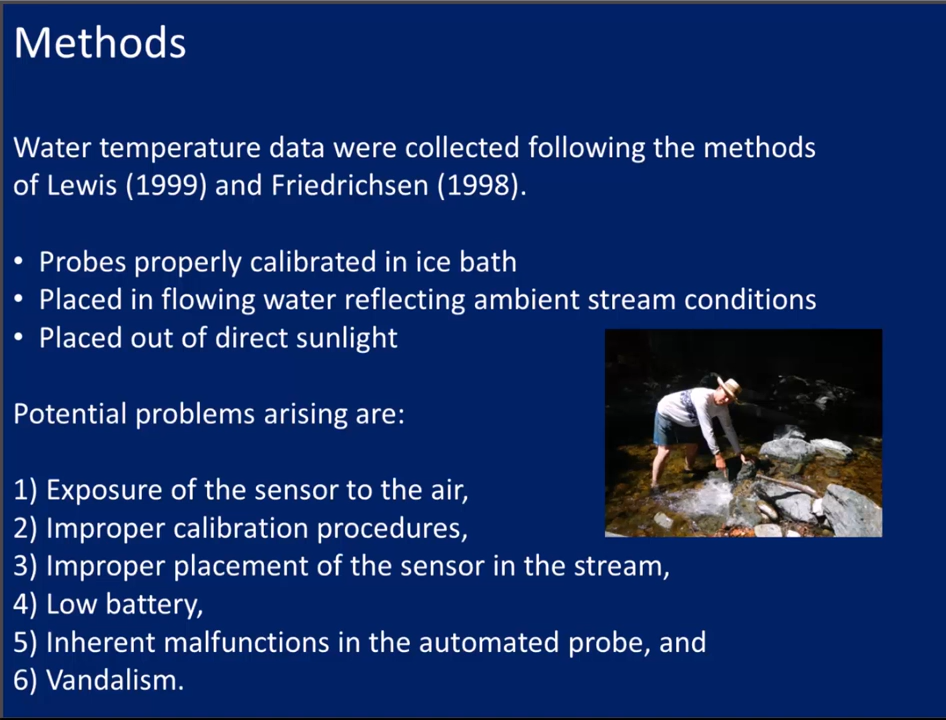 Methods
Water temperature data were collected following the methods
of Lewis (1999) and Friedrichsen (1998).
• Probes properly calibrated in ice bath
• Placed in flowing water reflecting ambient stream conditions
• Placed out of direct sunlight
Potential problems arising are:
1) Exposure of the sensor to the air,
2) Improper calibration procedures,
3) Improper placement of the sensor in the stream,
4) Low battery,
5) Inherent malfunctions in the automated probe, and
6) Vandalism.